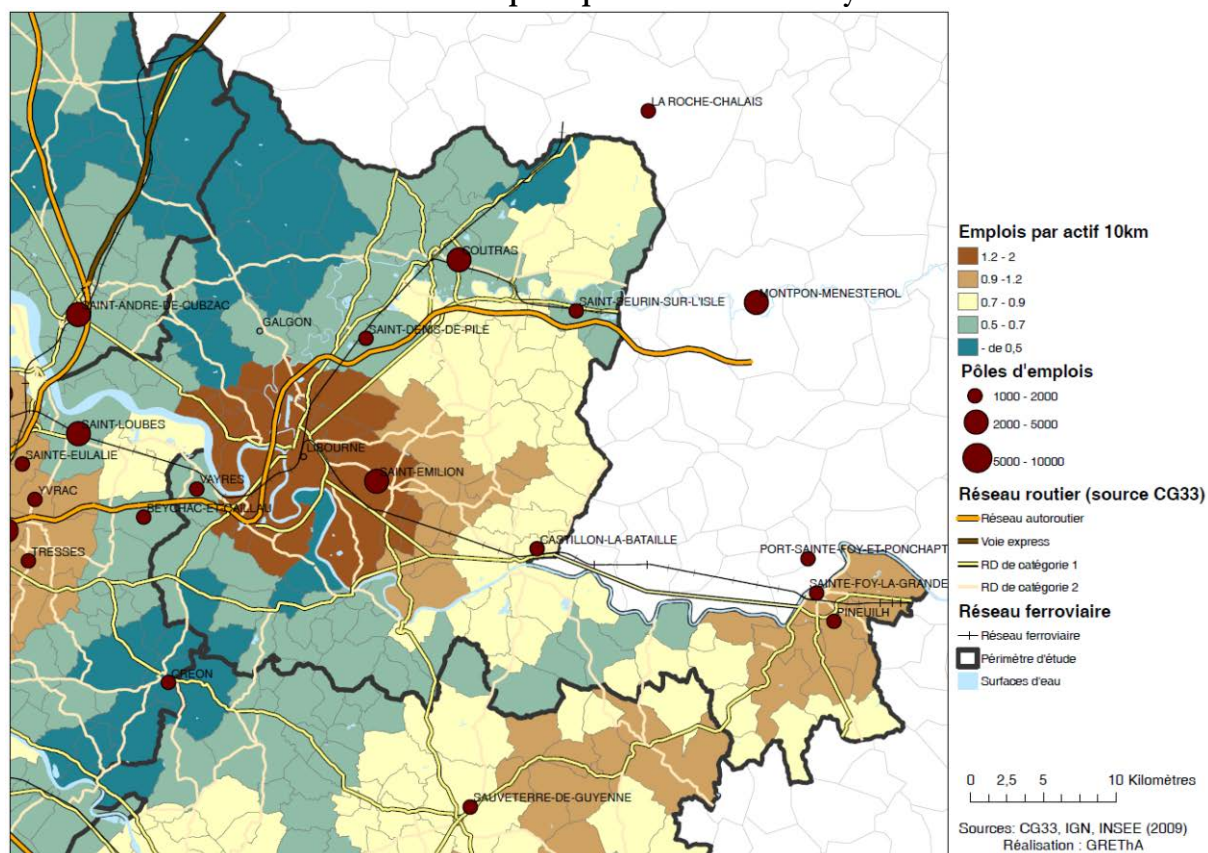 LA ROCHE-CHALAIS
COUTRAS
SAINT-ANDRE-DE-CUBZAC
GALGON
SAINT-DENIS-DE-PILE
SAINT-SEURIN-SUR-L'ISLE
MONTPON-MENESTEROL
SAINT-LOUBES
SAINTE-EULALIE
YVRAC
VAYRES
BEYCHAC-ET-CAILLAU
TRESSES
LIBOURNE
SAINT-EMILION
CASTILLON-LA-BATAILLE
PORT-SAINTE-FOY-ET-PONCHAPT
SAINTE-FOY-LA-GRANDE
PINEUILH
CREON
SAUVETERRE-DE-GUYENNE
Emplois par actif 10km
1.2 - 2
0.9 -1.2
0.7 - 0.9
0.5 - 0.7
- de 0,5
Pôles d'emplois
1000 - 2000
2000 - 5000
5000 - 10000
Réseau routier (source CG33)
Réseau autoroutier
Voie express
RD de catégorie 1
RD de catégorie 2
Réseau ferroviaire
Réseau ferroviaire
Périmètre d'étude
Surfaces d'eau
0 2,5 5 10 Kilomètres
Sources: CG33, IGN, INSEE (2009)
Réalisation : GREThA